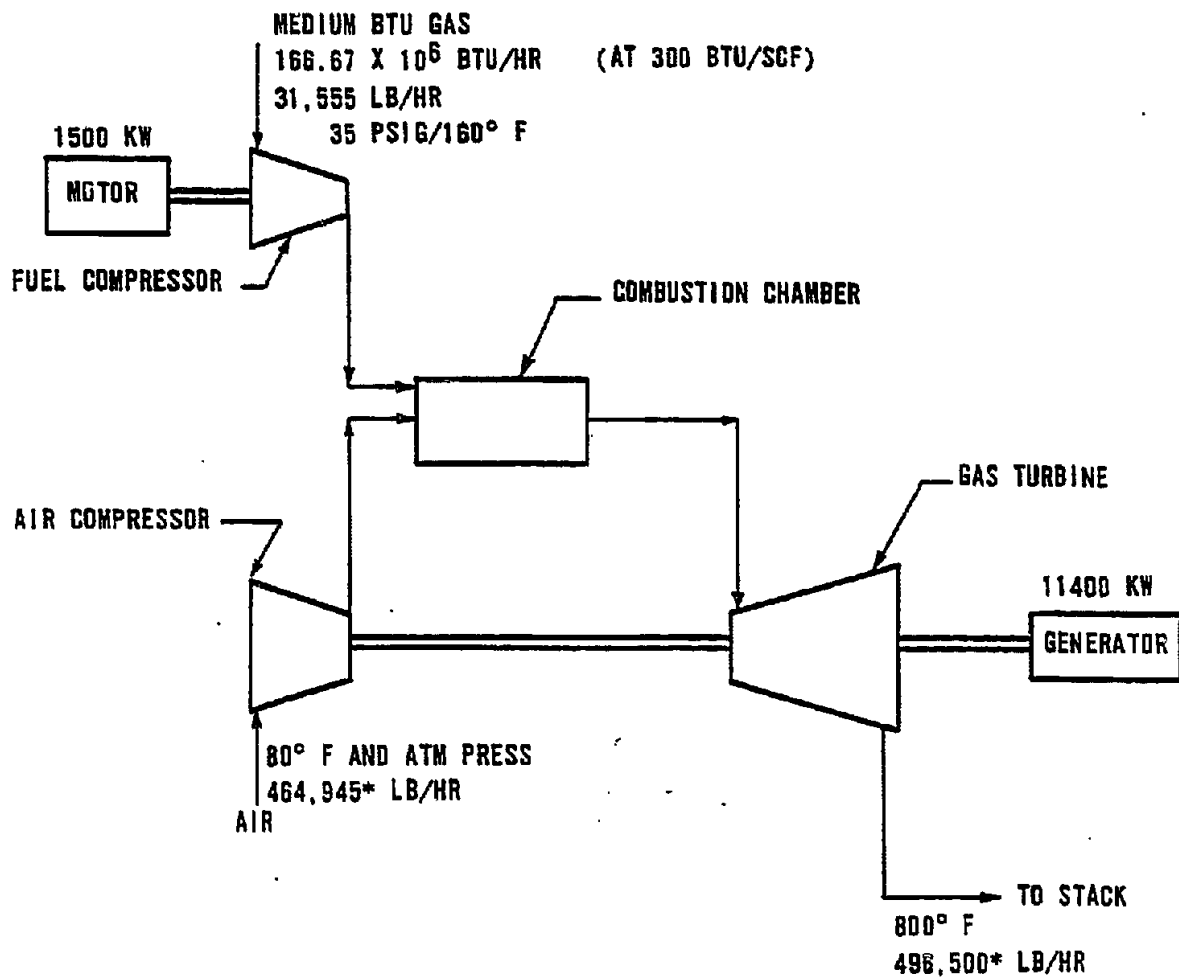 MEDIUM BTU GAS
166.67 X 10⁶ BTU/HR (AT 300 BTU/SCF)
31,555 LB/HR
35 PSIG/160° F
1500 KW
MOTOR
FUEL COMPRESSOR
COMBUSTION CHAMBER
GAS TURBINE
AIR COMPRESSOR
11400 KW
GENERATOR
80° F AND ATM PRESS
464,945* LB/HR
AIR
TO STACK
800° F
496,500* LB/HR